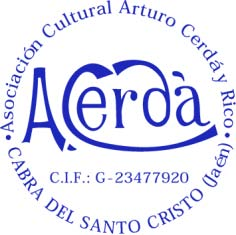 Asociación Cultural Arturo Cerdá y Rico
ACerdà
C.I.F.: G-23477920
CABRA DEL SANTO CRISTO (Jaén)